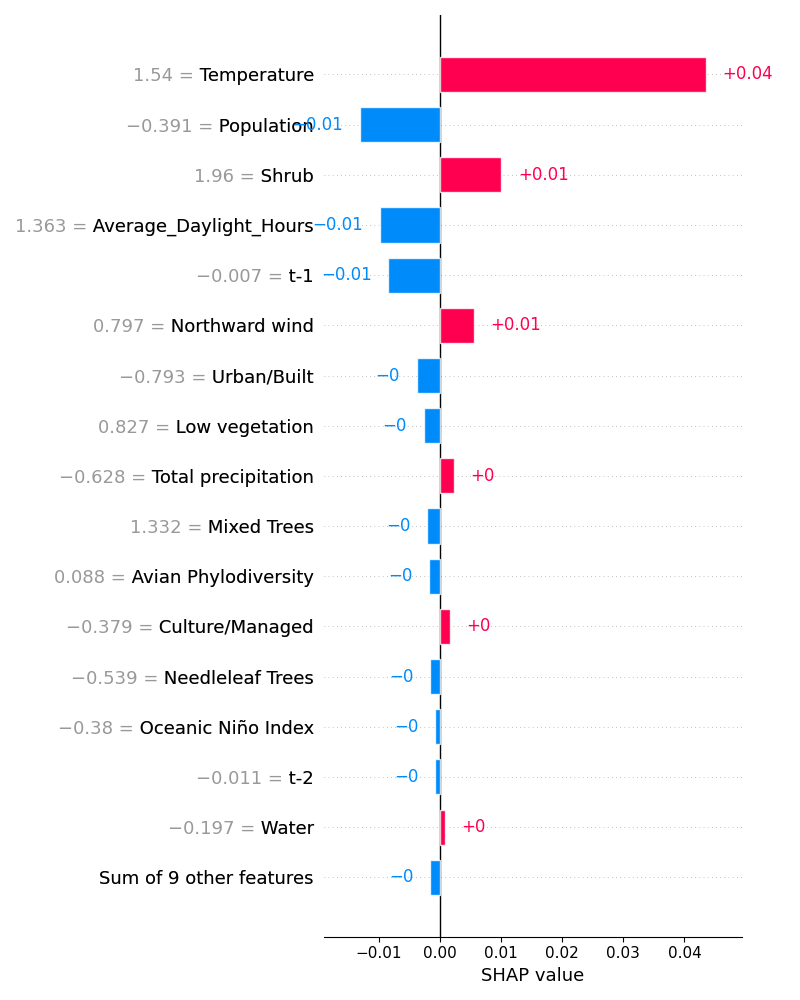 1.54 = Temperature +0.04
−0.391 = Population −0.01
1.96 = Shrub +0.01
1.363 = Average_Daylight_Hours −0.01
−0.007 = t-1 −0.01
0.797 = Northward wind +0.01
−0.793 = Urban/Built −0
0.827 = Low vegetation −0
−0.628 = Total precipitation +0
1.332 = Mixed Trees −0
0.088 = Avian Phylodiversity −0
−0.379 = Culture/Managed +0
−0.539 = Needleleaf Trees −0
−0.38 = Oceanic Niño Index −0
−0.011 = t-2 −0
−0.197 = Water +0
Sum of 9 other features −0
−0.01 0.00 0.01 0.02 0.03 0.04
SHAP value